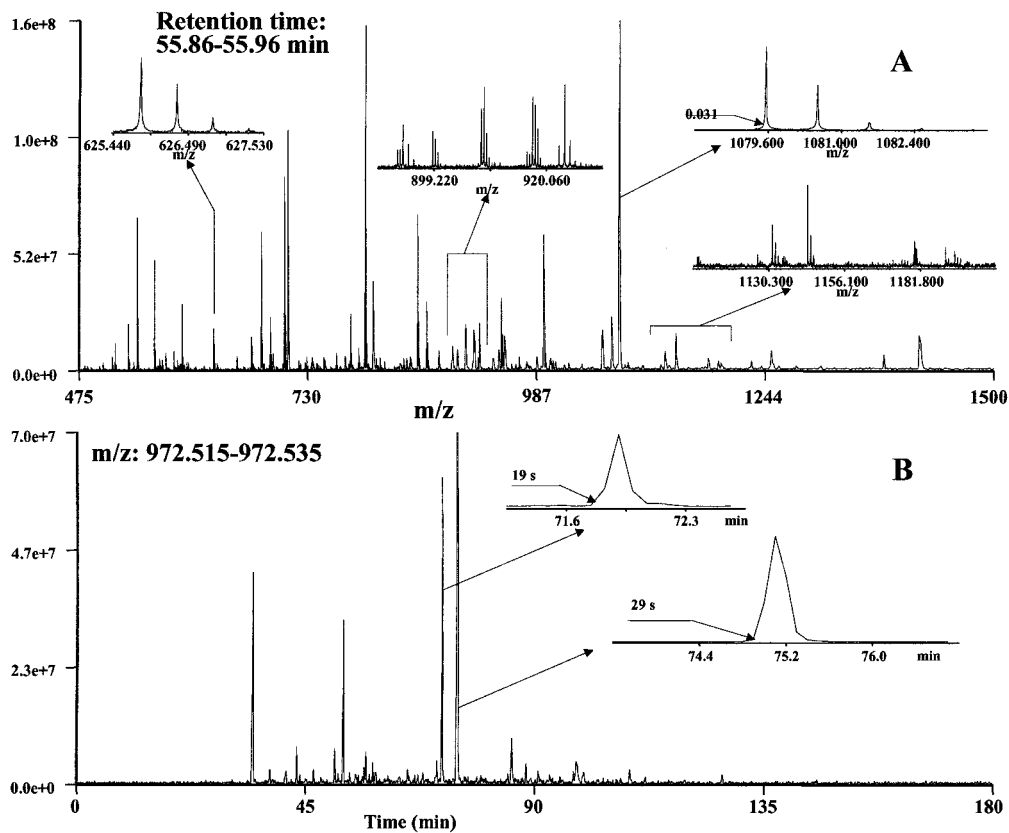 1.6e+8
Retention time:
55.86-55.96 min
A
0.031
625.440 626.490 627.530
m/z
899.220 920.060
m/z
1079.600 1081.000 1082.400
m/z
1.0e+8
5.2e+7
1130.300 1156.100 1181.800
m/z
0.0e+0
475 730 987 1244 1500
m/z
7.0e+7
m/z: 972.515-972.535
B
19 s
71.6 72.3 min
4.7e+7
29 s
74.4 75.2 76.0 min
2.3e+7
0.0e+0
0 45 90 135 180
Time (min)